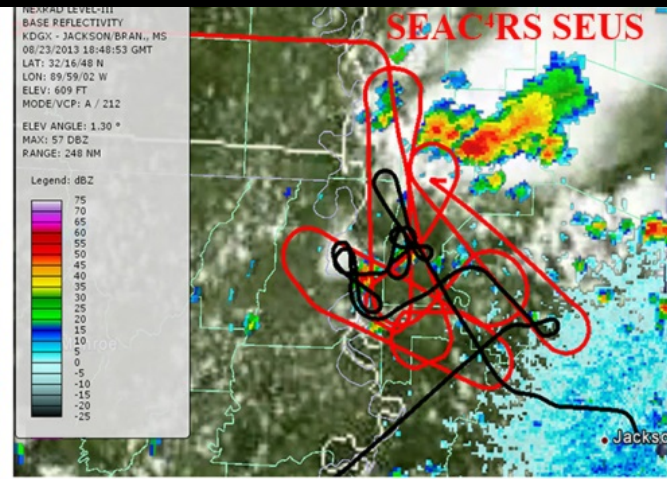 NEXRAD LEVEL-III
BASE REFLECTIVITY
KDGX - JACKSON/BRAN., MS
08/23/2013 18:48:53 GMT
LAT: 32/16/48 N
LON: 89/59/02 W
ELEV: 609 FT
MODE/VCP: A / 212
ELEV ANGLE: 1.30 °
MAX: 57 DBZ
RANGE: 248 NM
Legend: dBZ
75
70
65
60
55
50
45
40
35
30
25
20
15
10
5
0
-5
-10
-15
-20
-25
SEAC⁴RS SEUS
Jackso